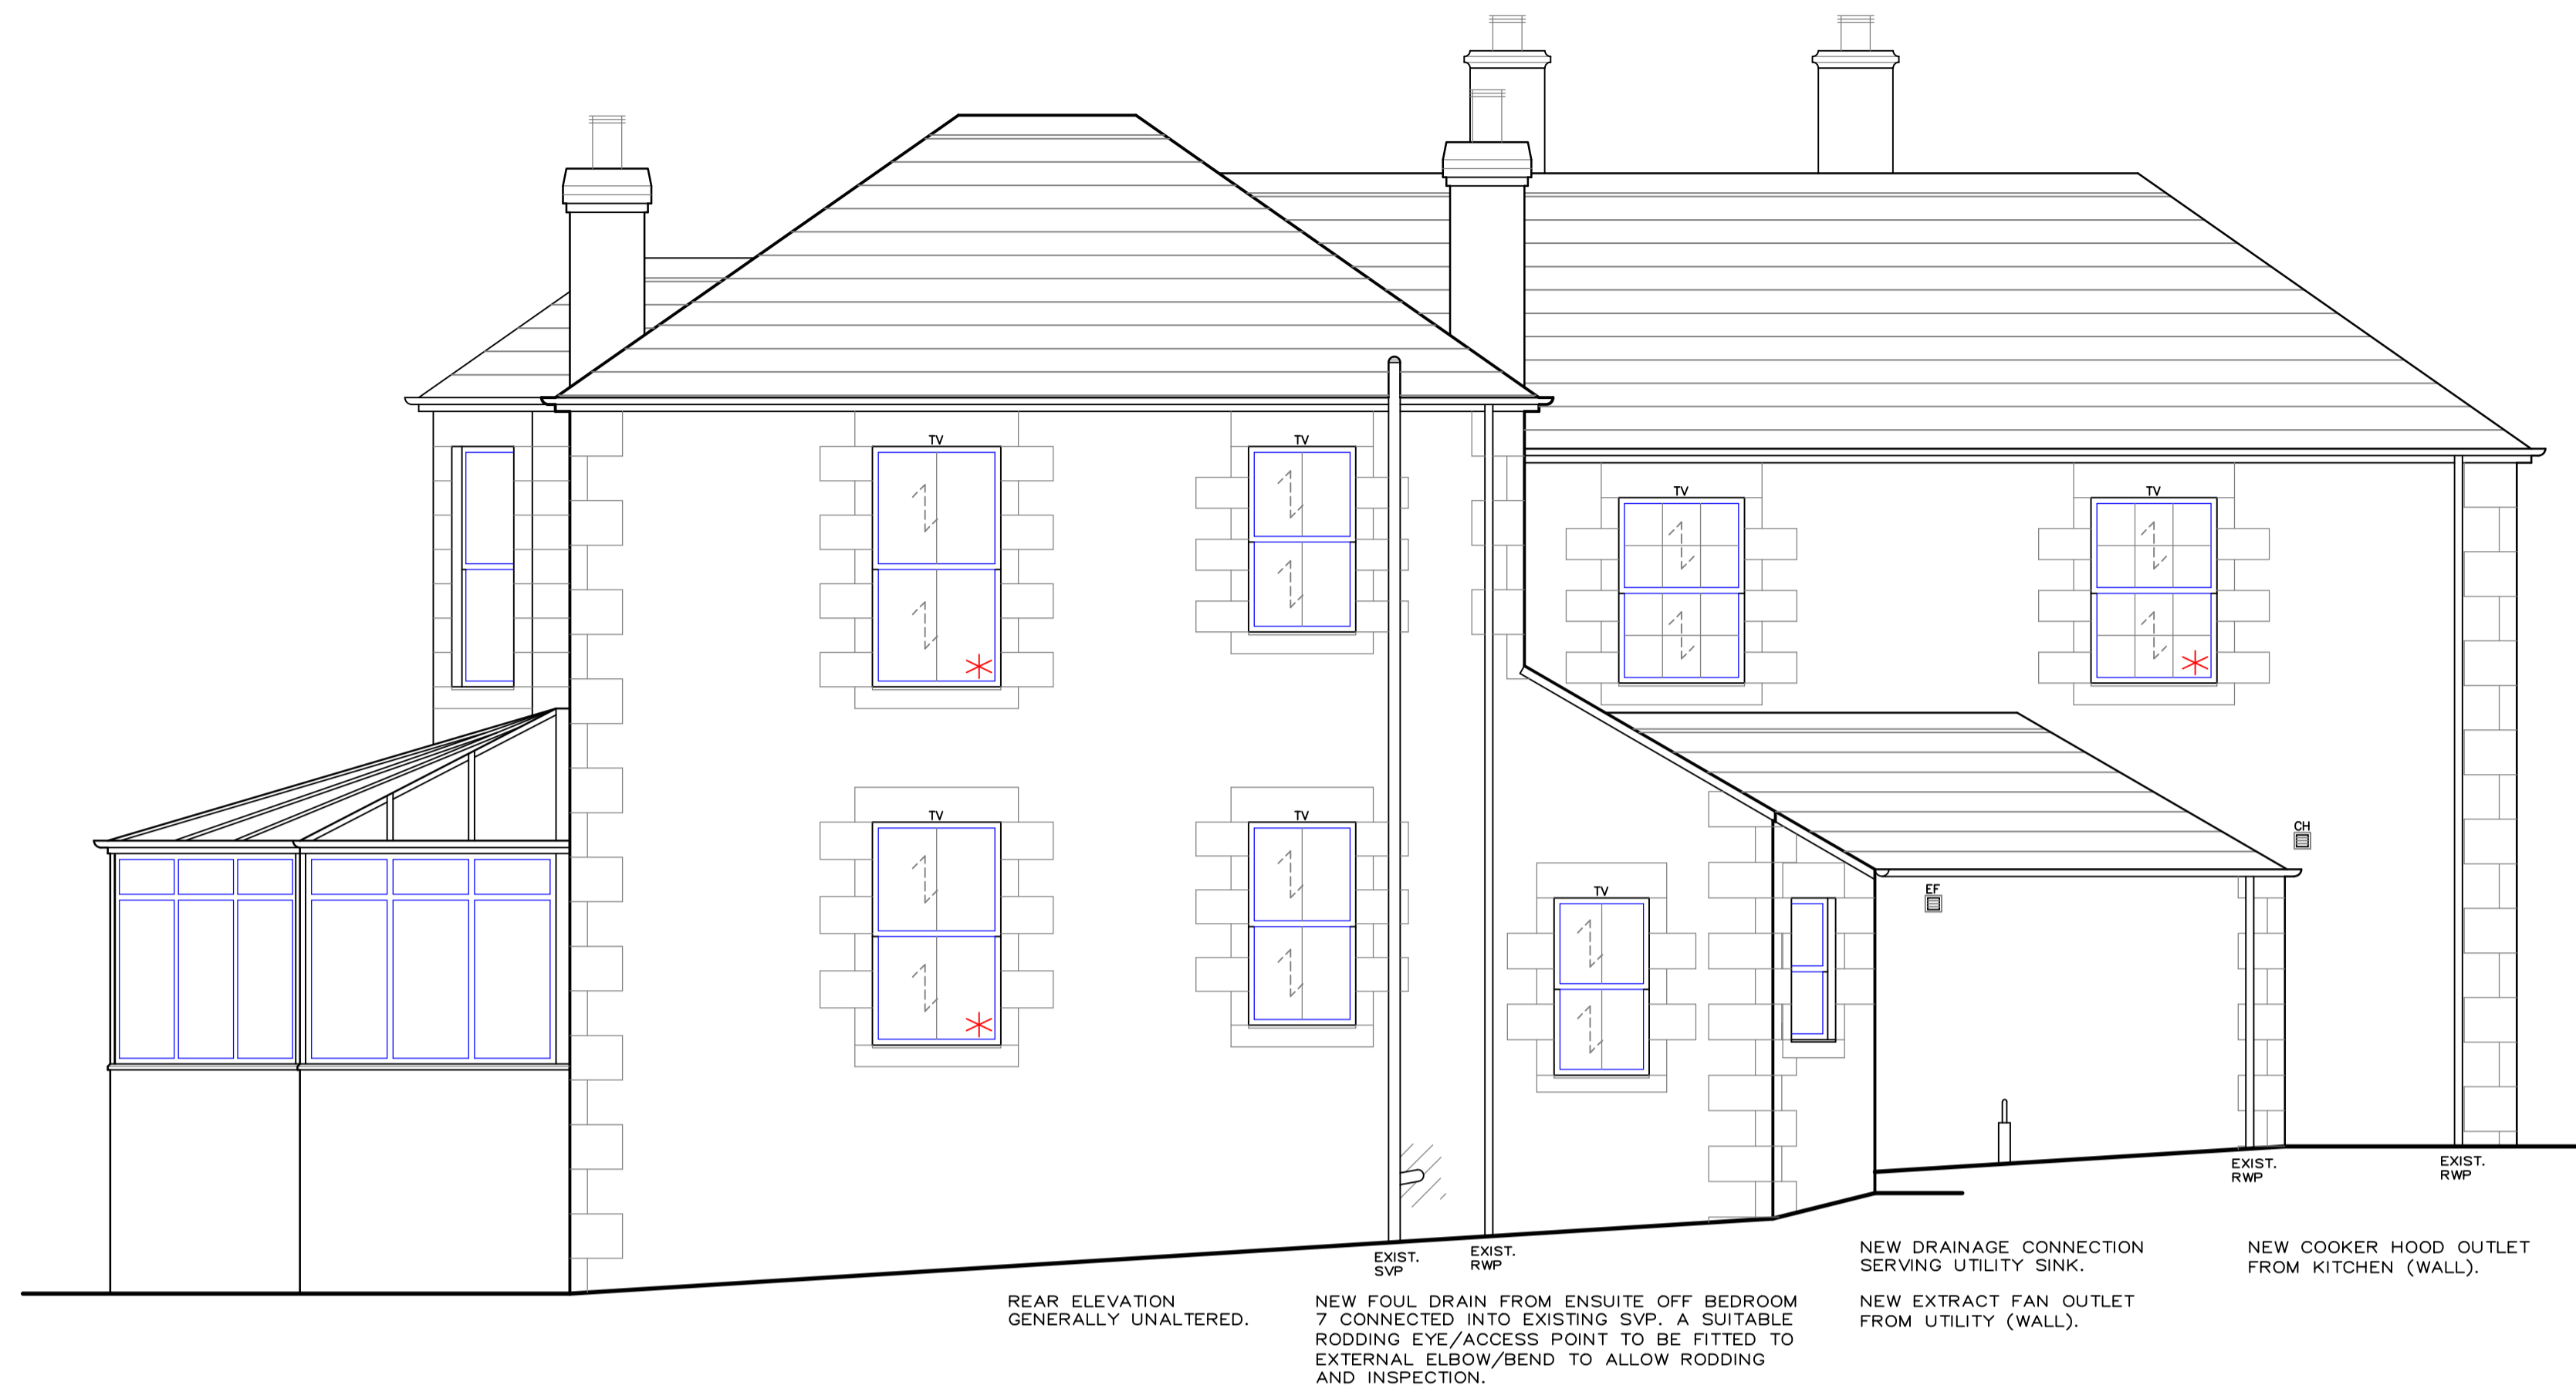 TV
TV
TV
TV
TV
TV
CH
EF
TV
EXIST.
RWP
EXIST.
RWP
EXIST.
SVP
EXIST.
RWP
REAR ELEVATION
GENERALLY UNALTERED.
NEW FOUL DRAIN FROM ENSUITE OFF BEDROOM
7 CONNECTED INTO EXISTING SVP. A SUITABLE
RODDING EYE/ACCESS POINT TO BE FITTED TO
EXTERNAL ELBOW/BEND TO ALLOW RODDING
AND INSPECTION.
NEW DRAINAGE CONNECTION
SERVING UTILITY SINK.
NEW EXTRACT FAN OUTLET
FROM UTILITY (WALL).
NEW COOKER HOOD OUTLET
FROM KITCHEN (WALL).